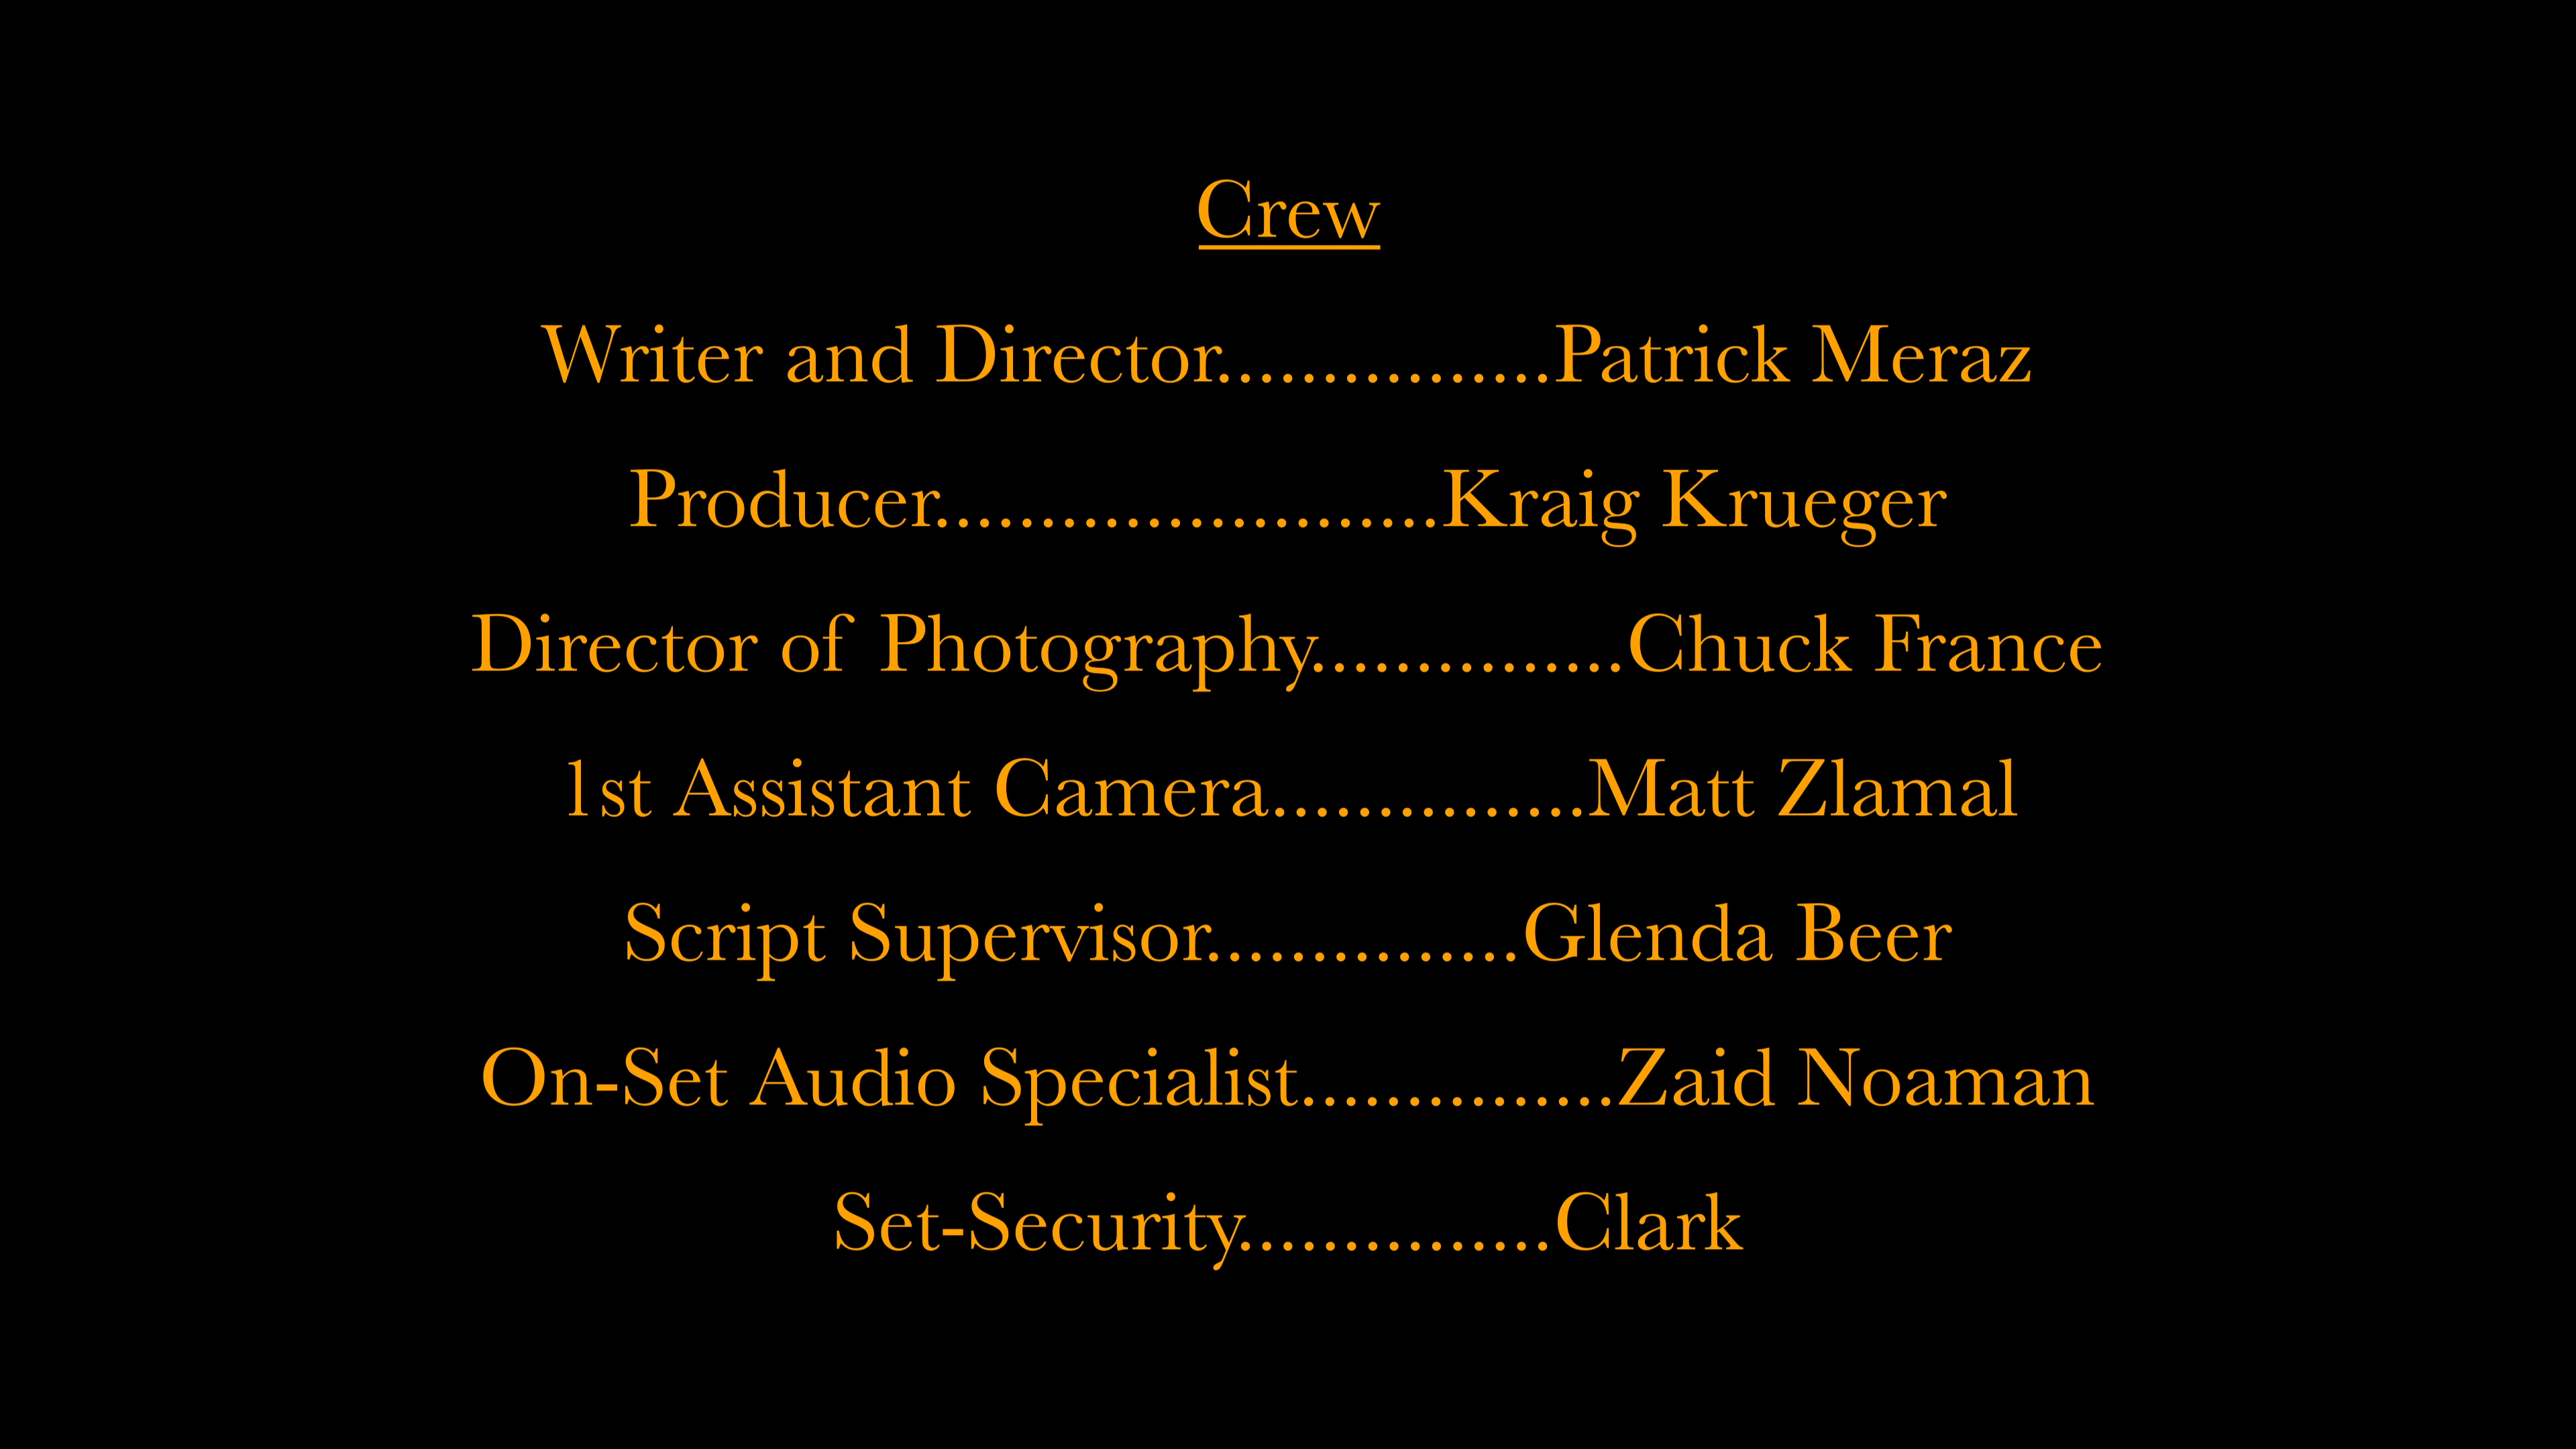 Crew
Writer and Director................Patrick Meraz
Producer........................Kraig Krueger
Director of Photography...............Chuck France
1st Assistant Camera...............Matt Zlamal
Script Supervisor...............Glenda Beer
On-Set Audio Specialist...............Zaid Noaman
Set-Security...............Clark